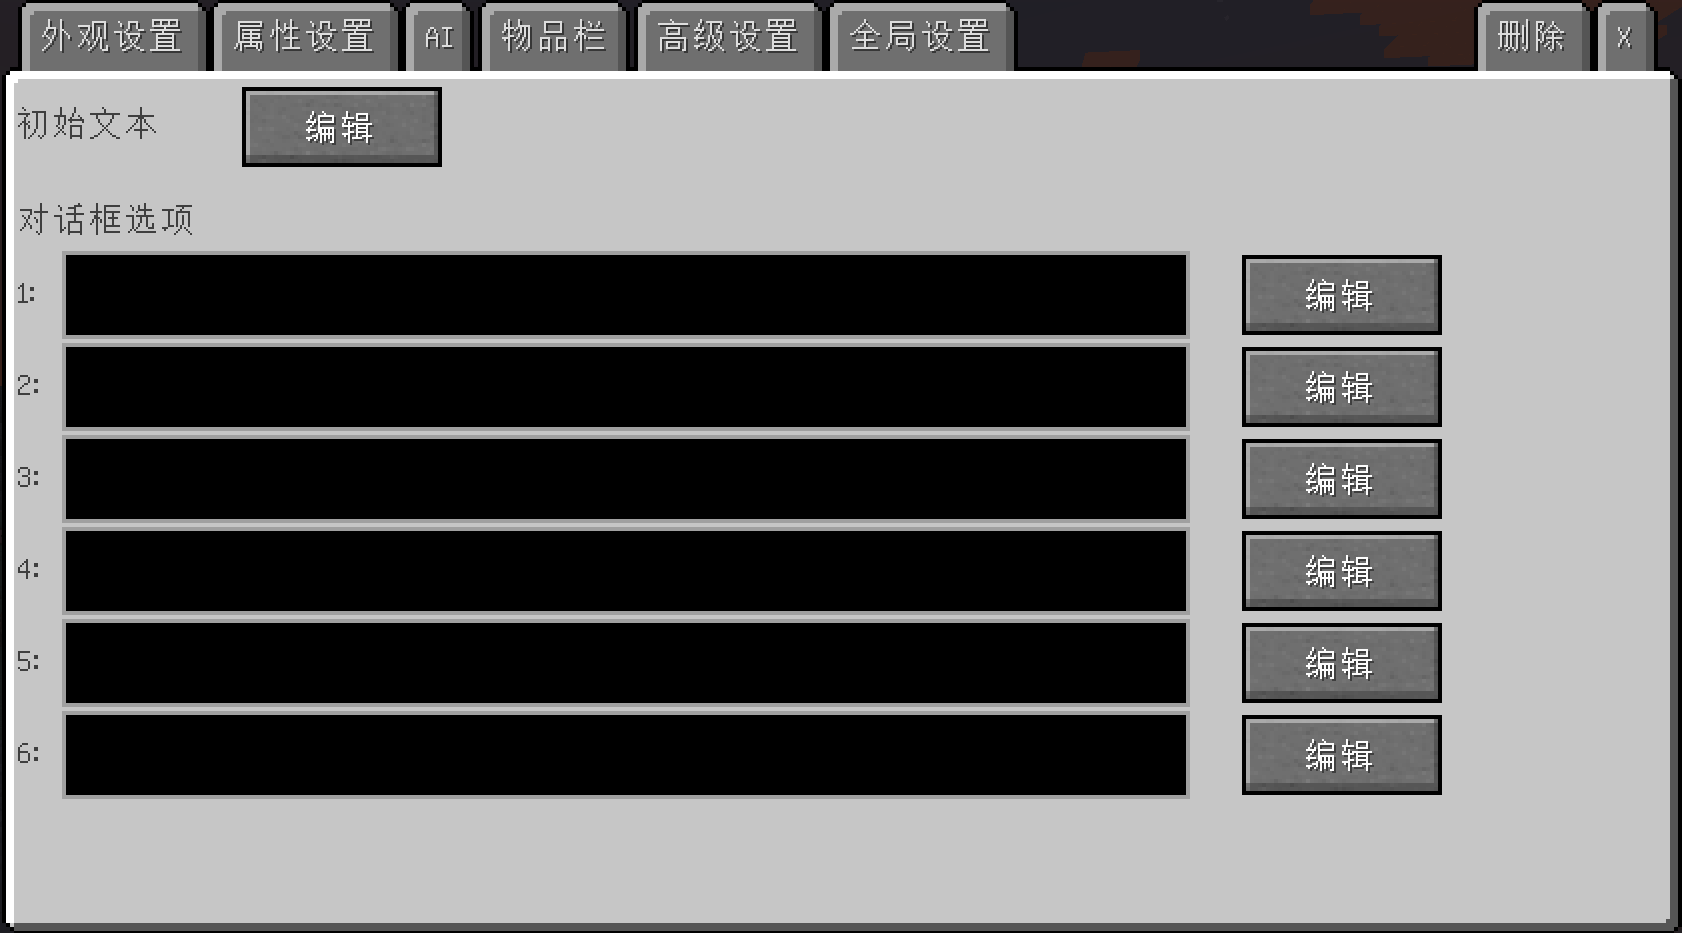 外观设置 属性设置 AI 物品栏 高级设置 全局设置 删除 X
初始文本 编辑
对话框选项
1: 编辑
2: 编辑
3: 编辑
4: 编辑
5: 编辑
6: 编辑